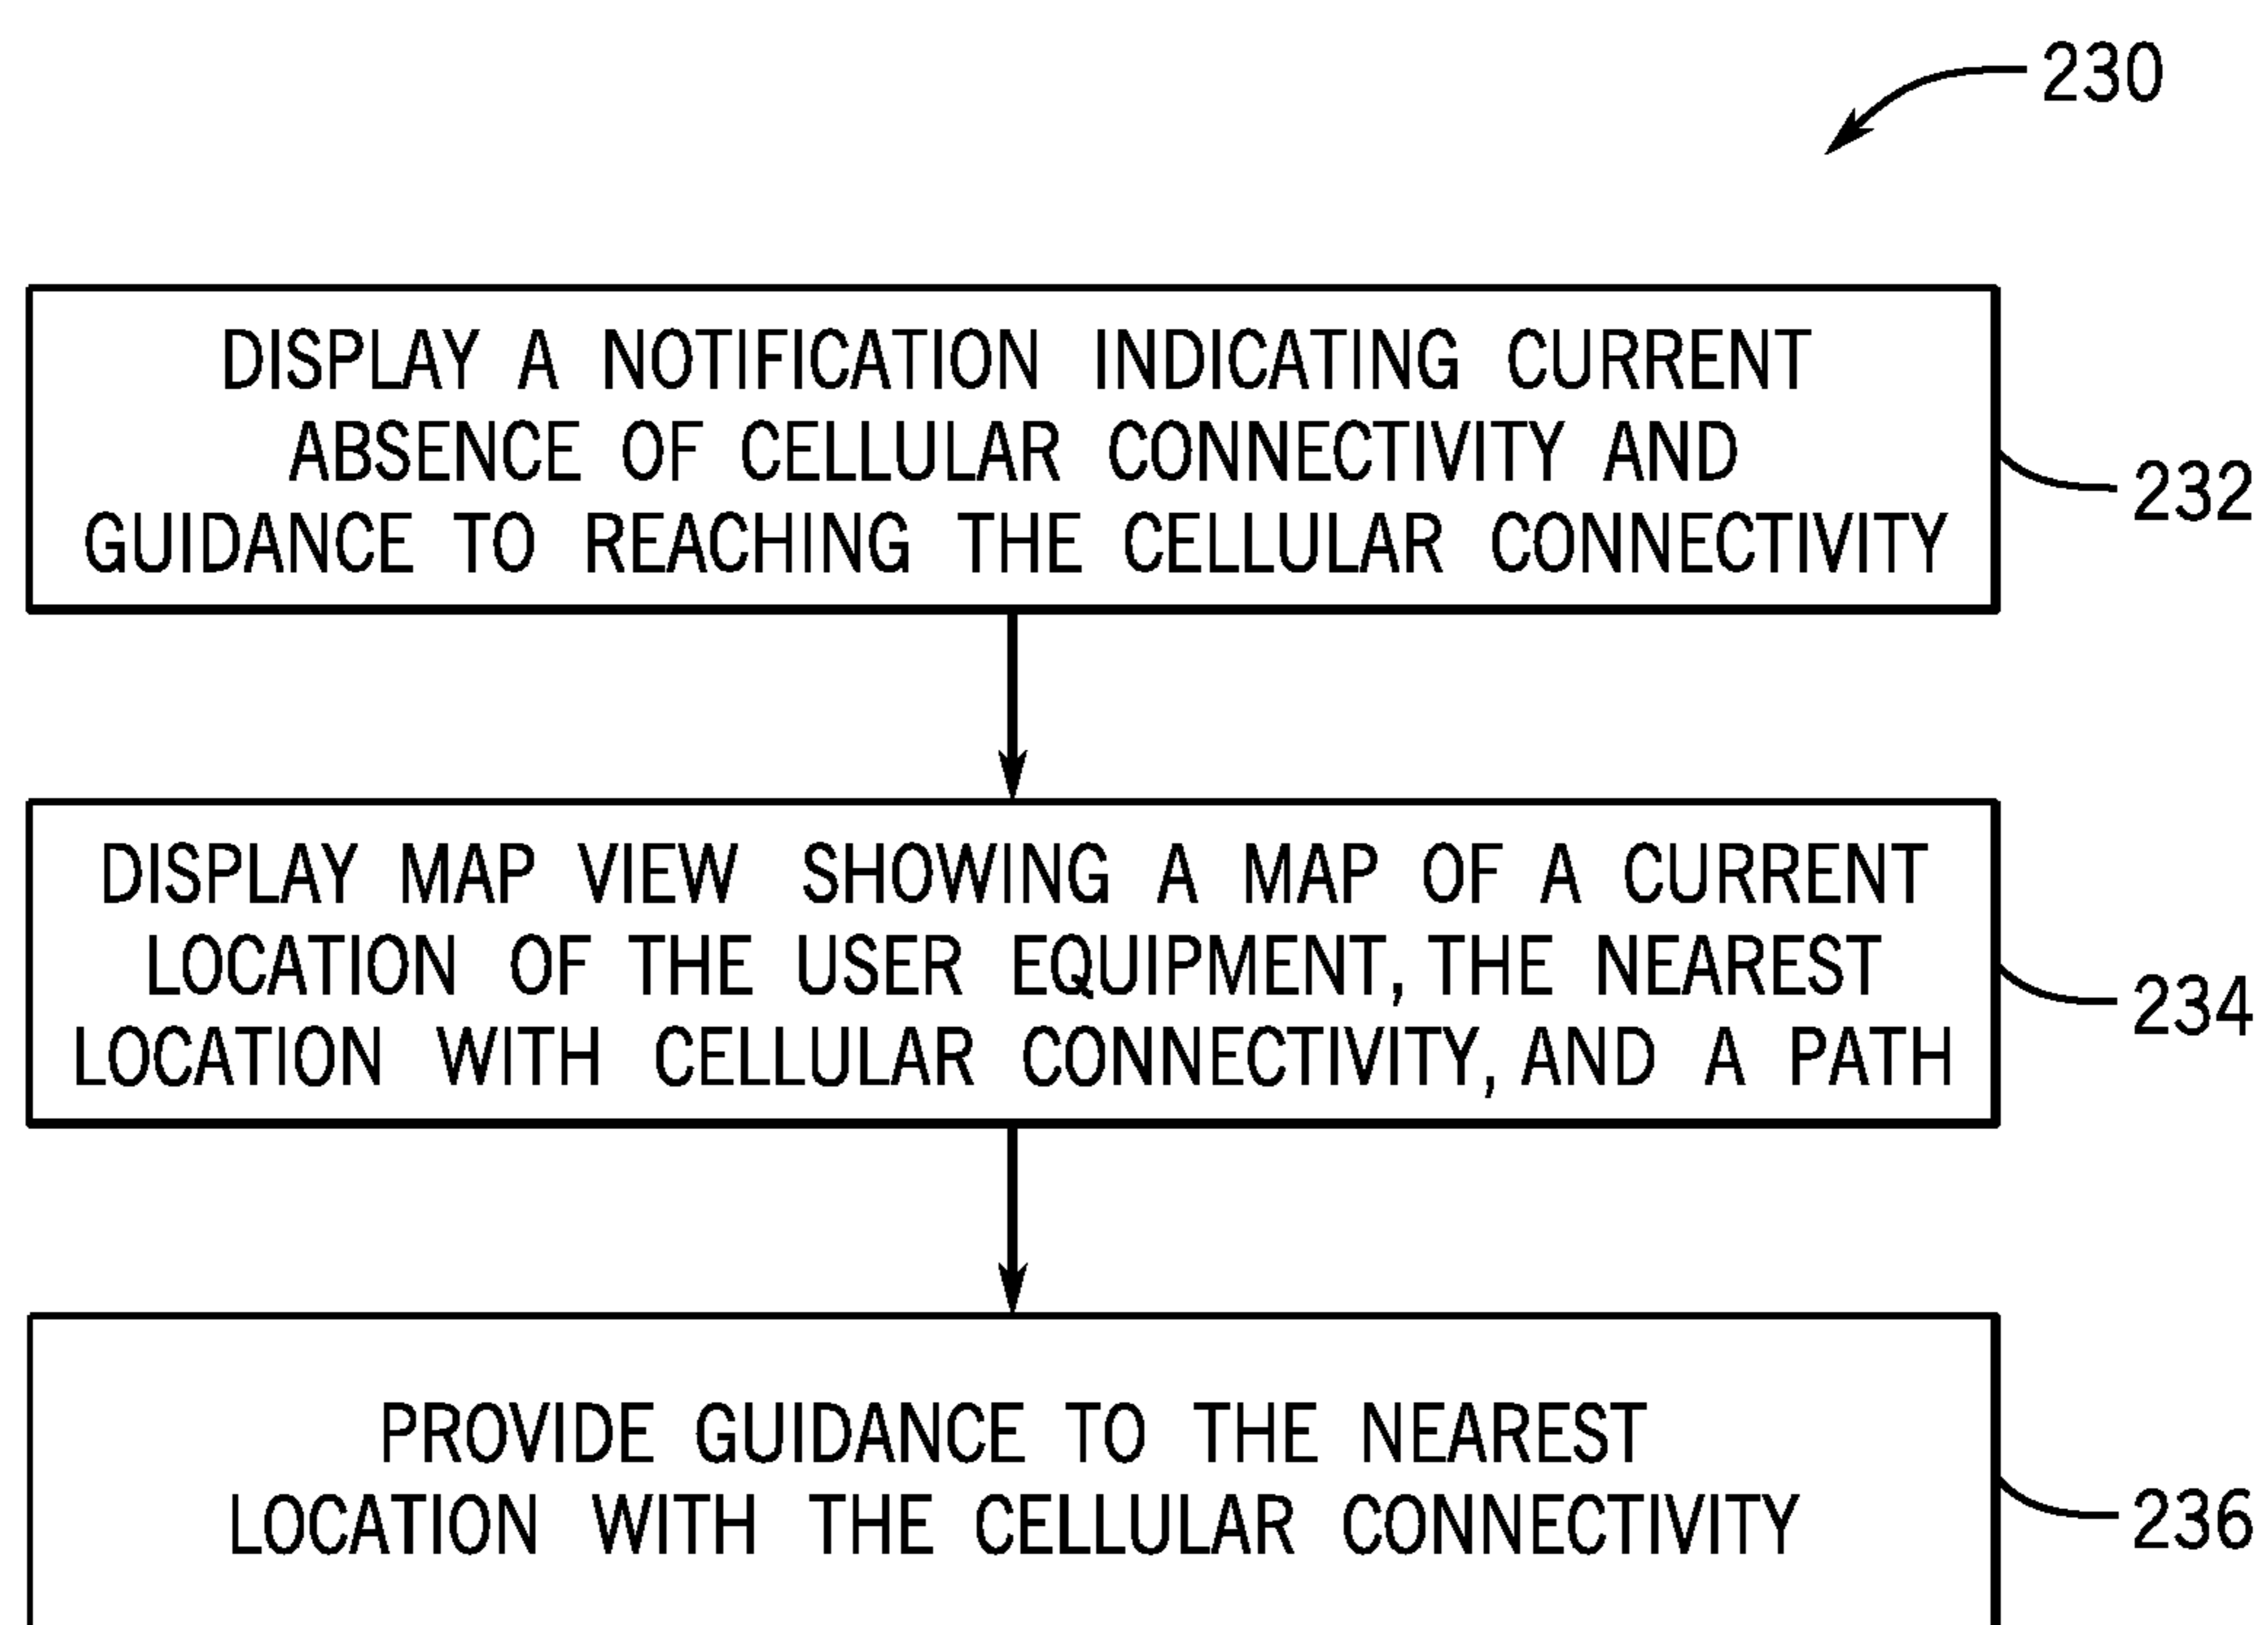 230
DISPLAY A NOTIFICATION INDICATING CURRENT
ABSENCE OF CELLULAR CONNECTIVITY AND
GUIDANCE TO REACHING THE CELLULAR CONNECTIVITY
232
DISPLAY MAP VIEW SHOWING A MAP OF A CURRENT
LOCATION OF THE USER EQUIPMENT, THE NEAREST
LOCATION WITH CELLULAR CONNECTIVITY, AND A PATH
234
PROVIDE GUIDANCE TO THE NEAREST
LOCATION WITH THE CELLULAR CONNECTIVITY
236